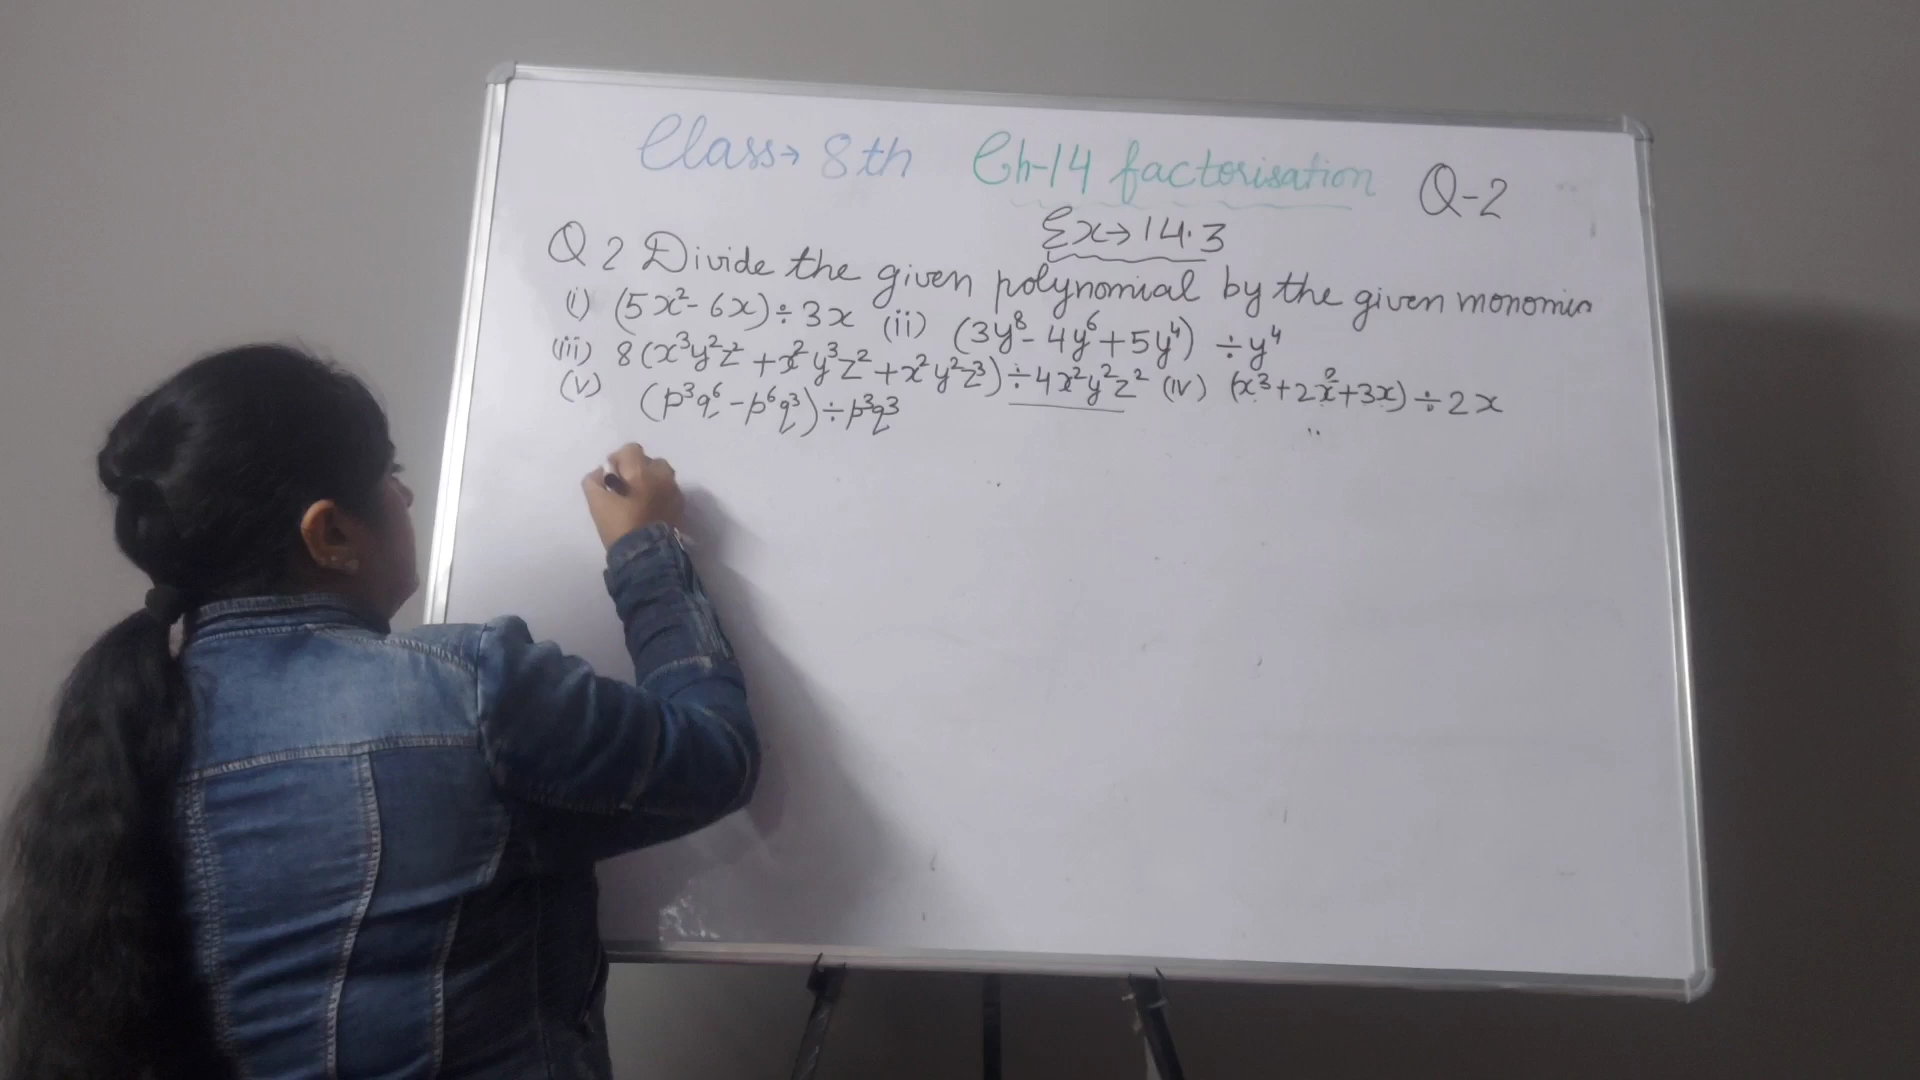 Class→ 8th Ch-14 factorisation Q-2
Ex→14.3
Q 2 Divide the given polynomial by the given monomia
(i) (5x²- 6x)÷3x (ii) (3y⁸- 4y⁶+5y⁴) ÷y⁴
(iii) 8(x³y²z² +x²y³z²+x²y²z³)÷4x²y²z² (iv) (x³+2x²+3x)÷2x
(v) (p³q⁶-p⁶q³)÷p³q³